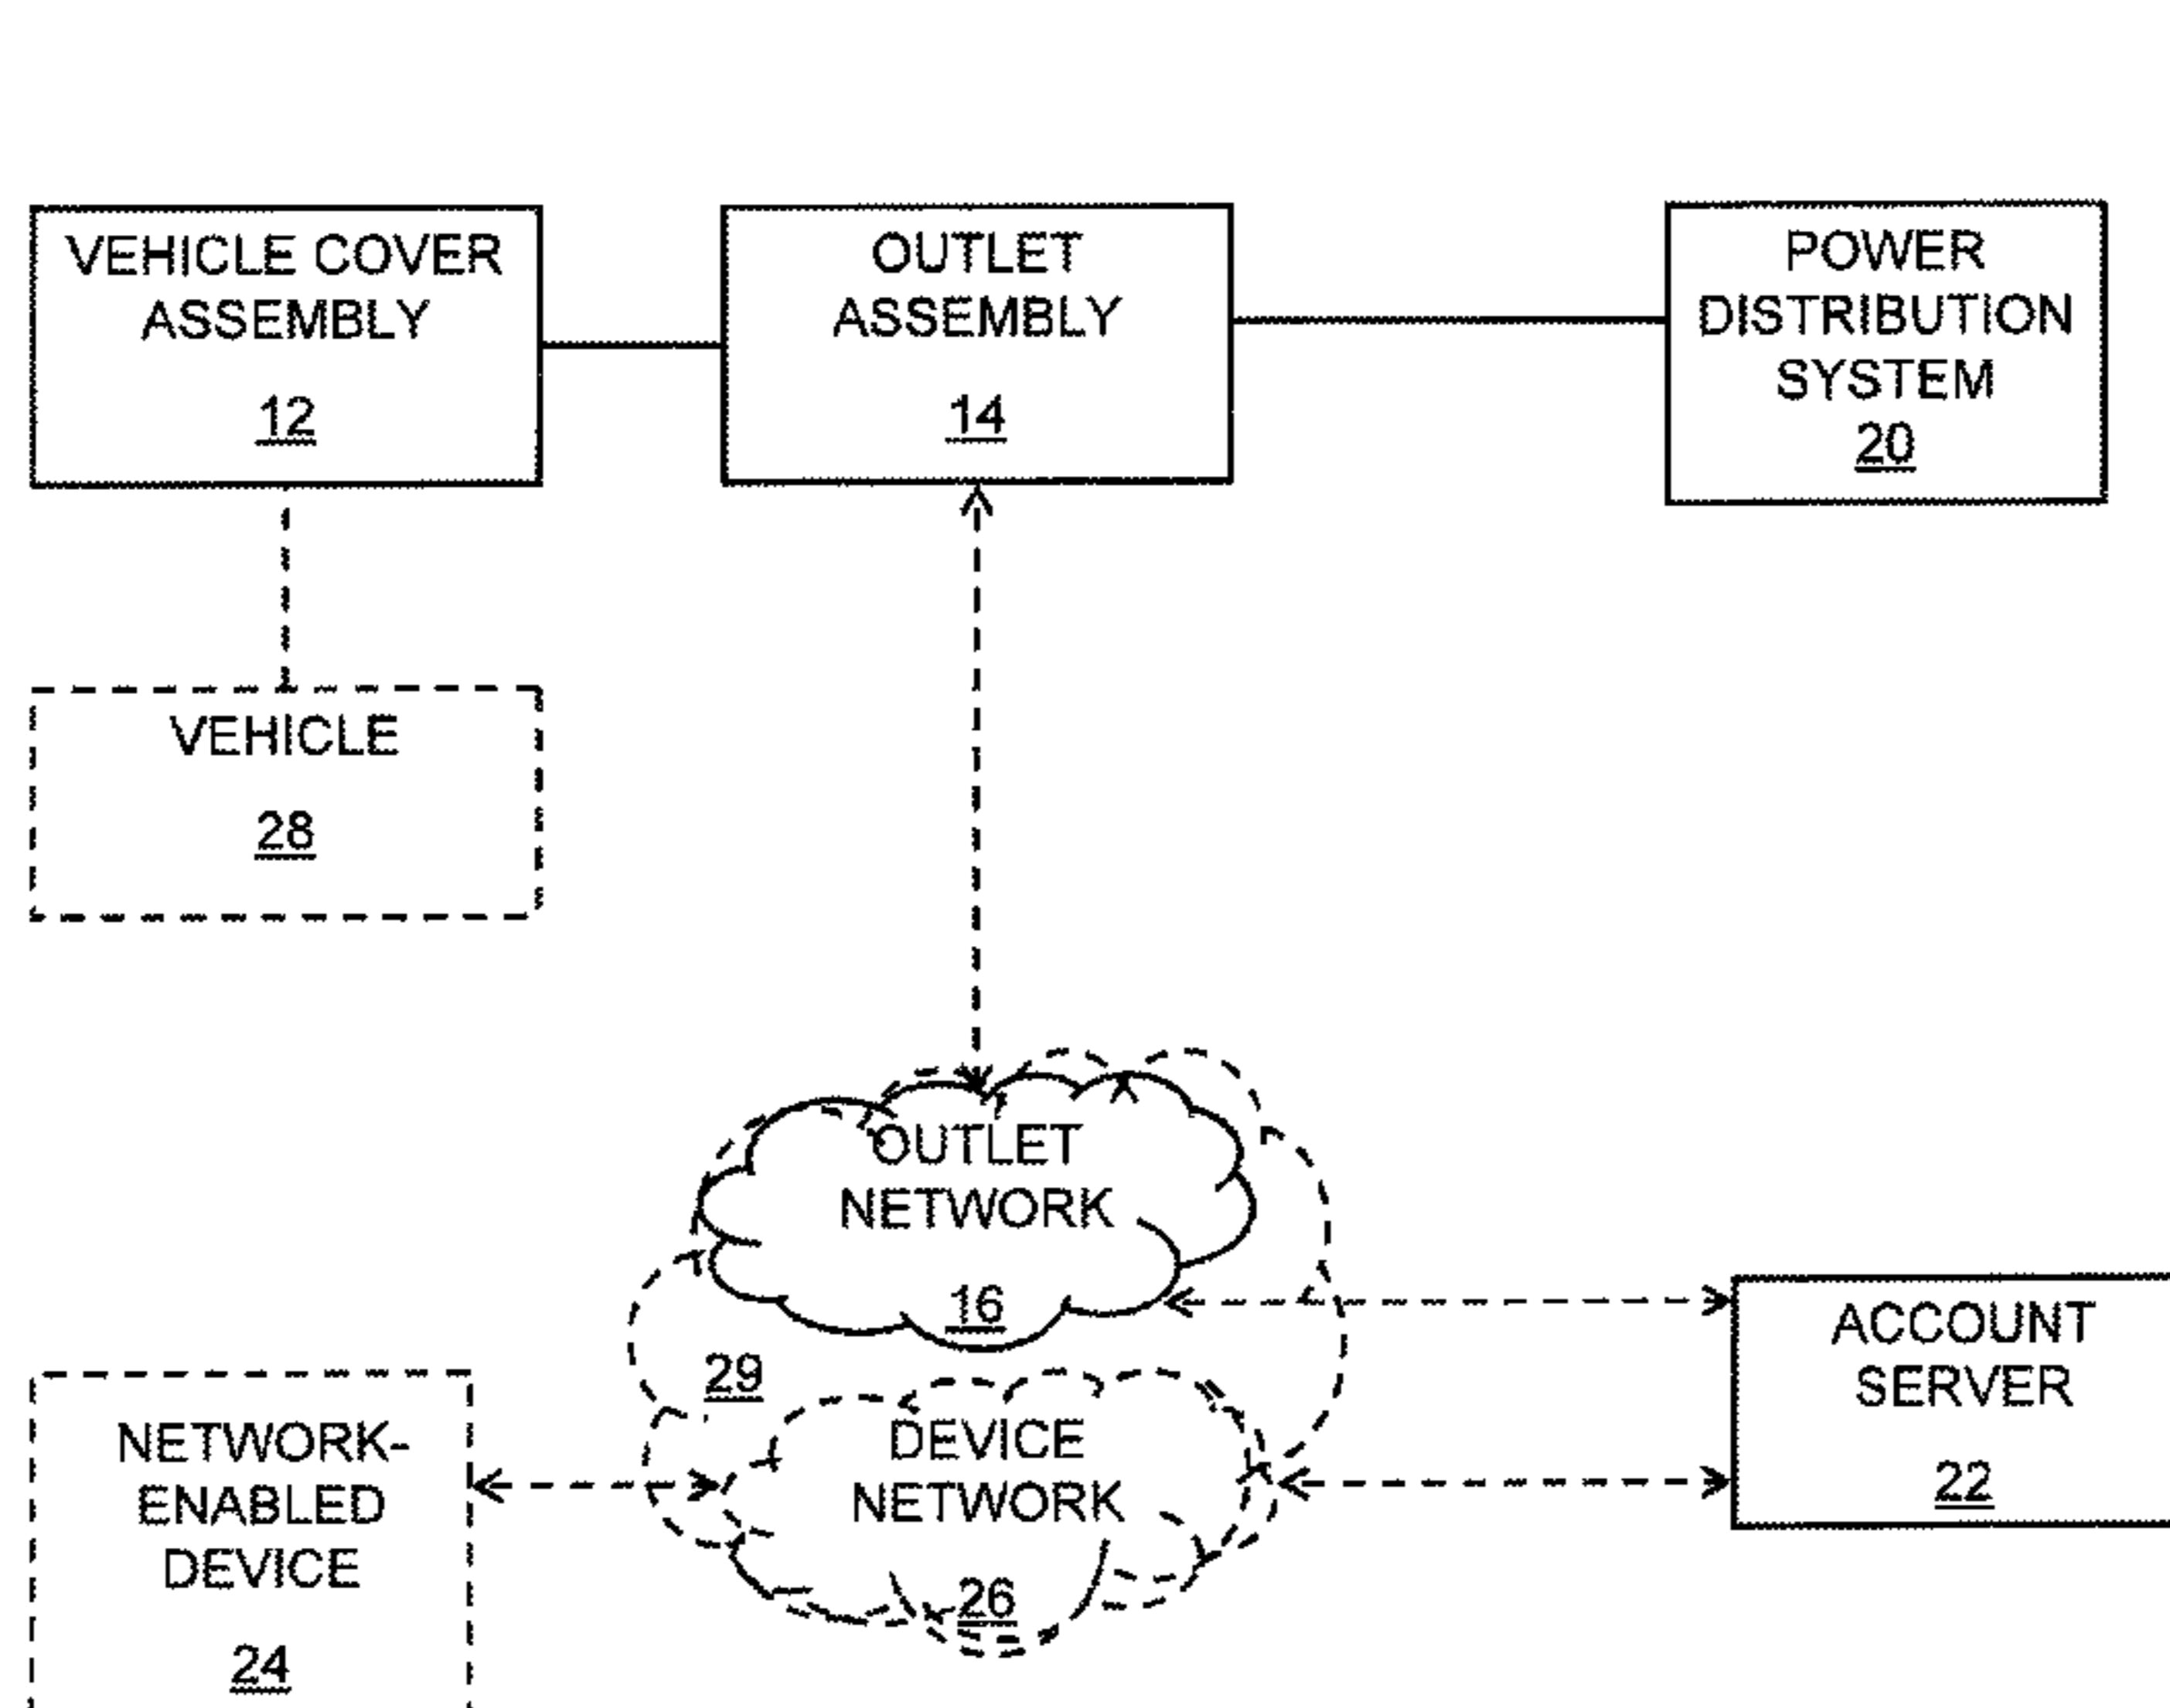 VEHICLE COVER
ASSEMBLY
12
OUTLET
ASSEMBLY
14
POWER
DISTRIBUTION
SYSTEM
20
VEHICLE
28
OUTLET
NETWORK
16
29
ACCOUNT
SERVER
22
NETWORK-
ENABLED
DEVICE
24
DEVICE
NETWORK
26